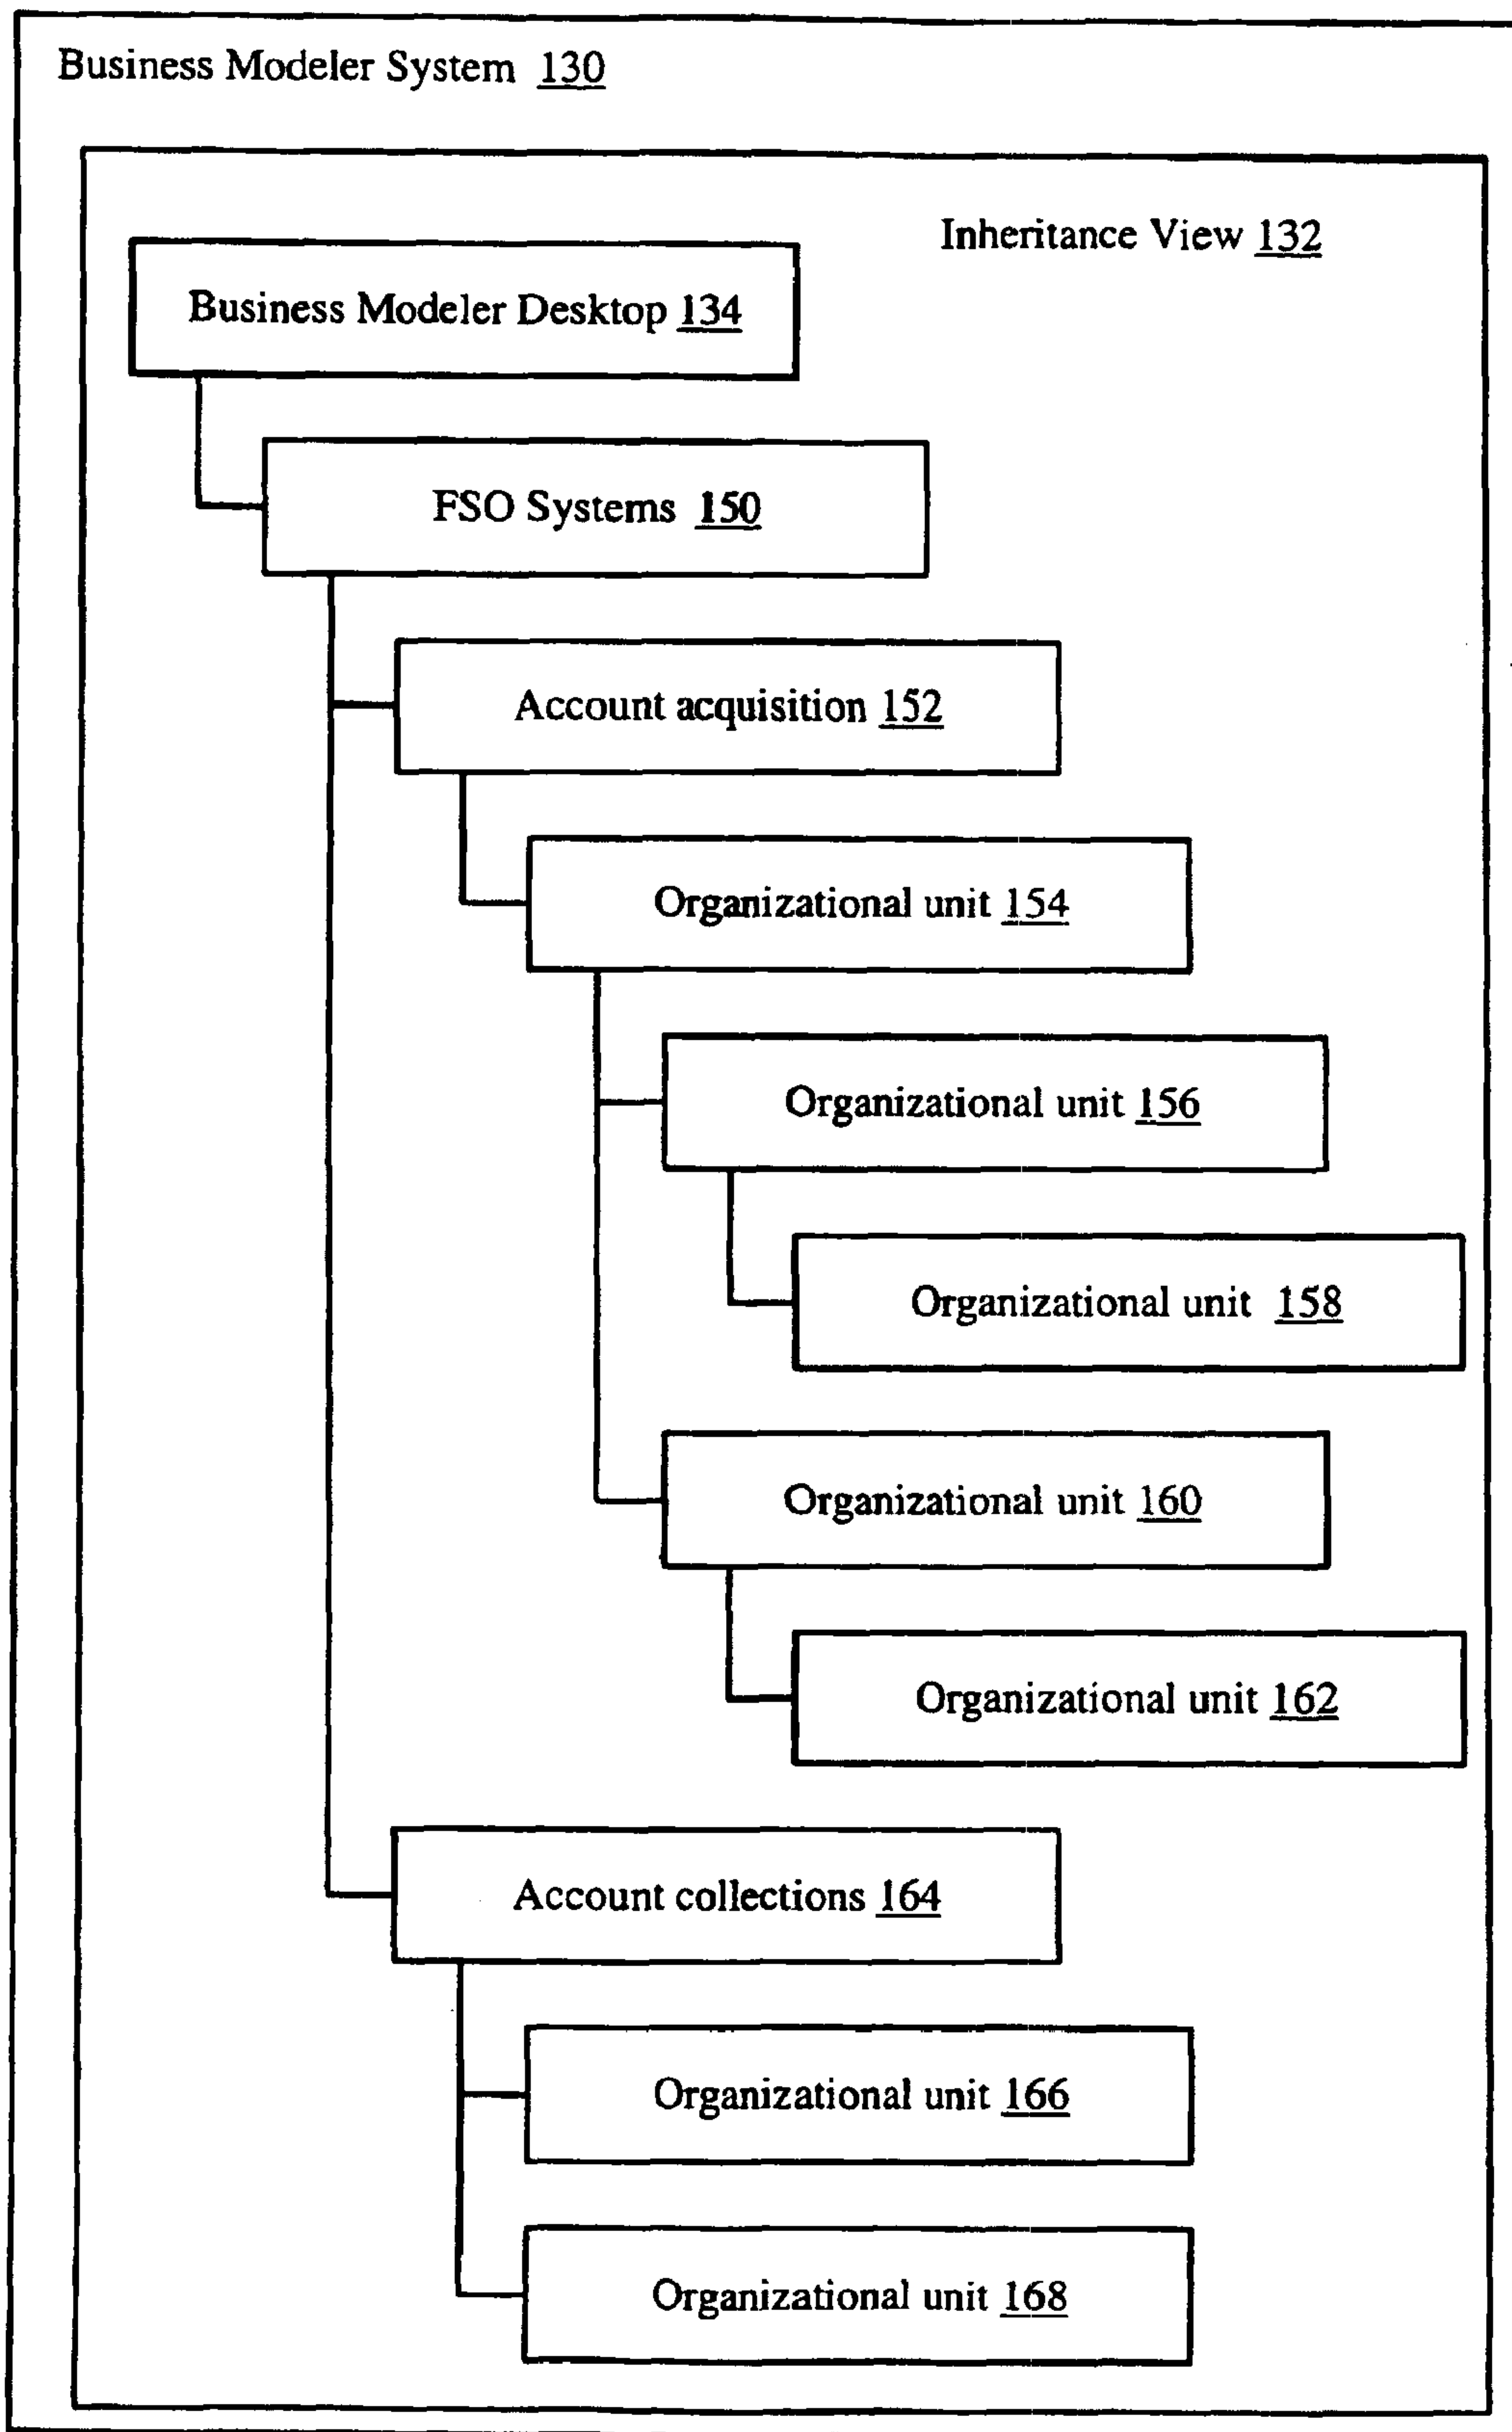 Business Modeler System 130
Inheritance View 132
Business Modeler Desktop 134
FSO Systems 150
Account acquisition 152
Organizational unit 154
Organizational unit 156
Organizational unit 158
Organizational unit 160
Organizational unit 162
Account collections 164
Organizational unit 166
Organizational unit 168